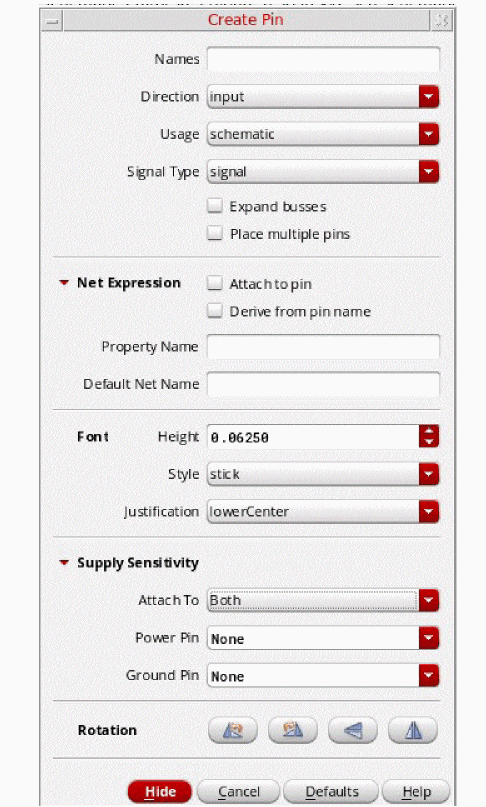 Create Pin
Names
Direction input
Usage schematic
Signal Type signal
Expand busses
Place multiple pins
Net Expression Attach to pin
Derive from pin name
Property Name
Default Net Name
Font Height 0.06250
Style stick
Justification lowerCenter
Supply Sensitivity
Attach To Both
Power Pin None
Ground Pin None
Rotation
Hide Cancel Defaults Help